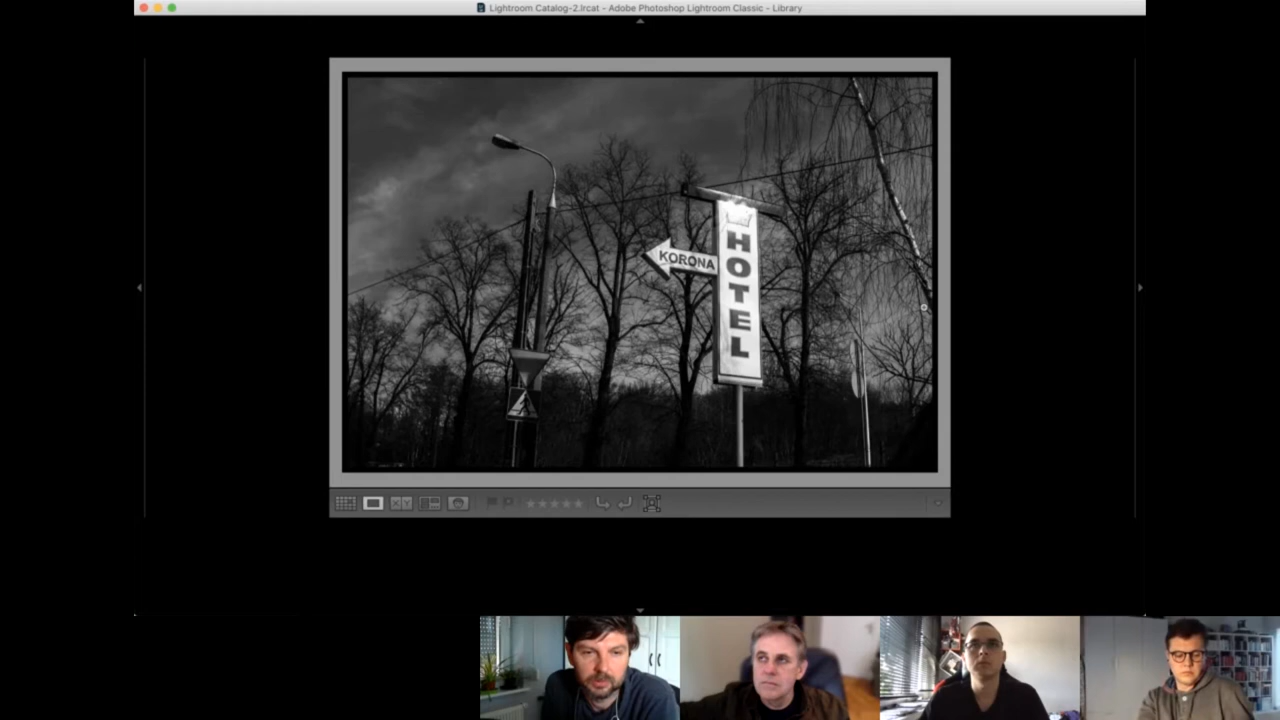 Lightroom Catalog-2.lrcat - Adobe Photoshop Lightroom Classic - Library
KORONA
HOTEL
X Y